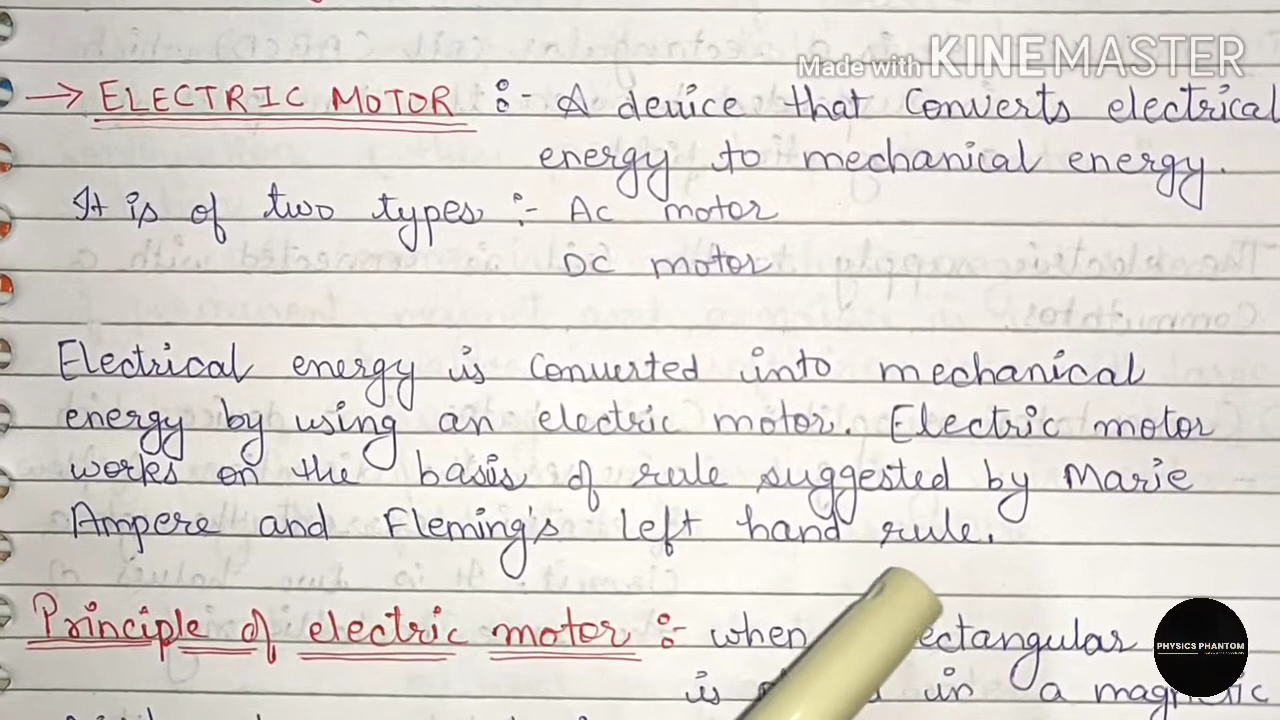 Made with KINEMASTER
→ ELECTRIC MOTOR :- A device that converts electrical
energy to mechanical energy.
It is of two types :- AC motor
DC motor
Electrical energy is converted into mechanical
energy by using an electric motor. Electric motor
works on the basis of rule suggested by Marie
Ampere and Fleming's left hand rule.
Principle of electric motor :- when
is in a magnetic
PHYSICS PHANTOM